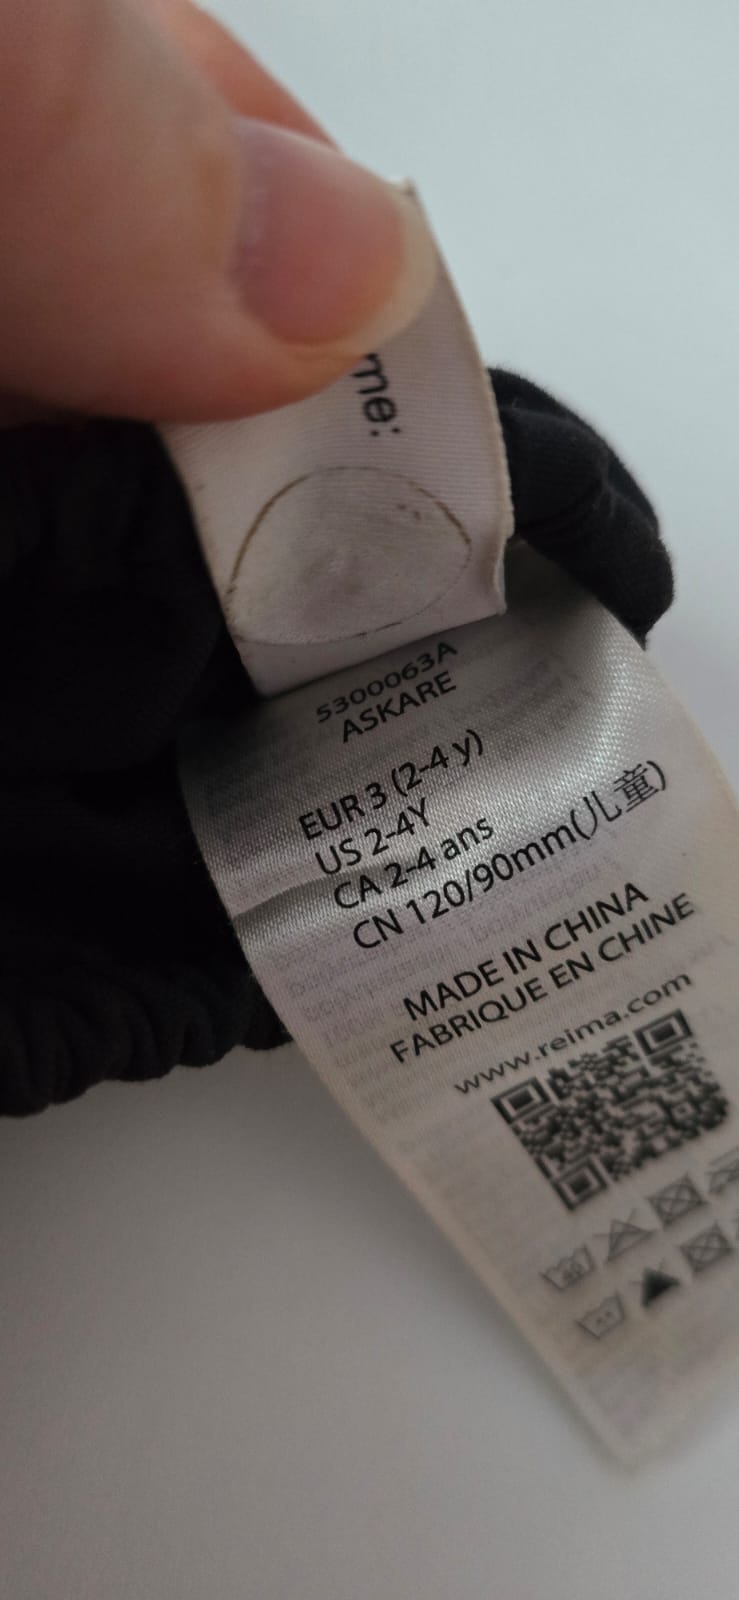 me:
5300063A
ASKARE
EUR 3 (2-4 y)
US 2-4Y
CA 2-4 ans
CN 120/90mm(儿童)
MADE IN CHINA
FABRIQUE EN CHINE
www.reima.com